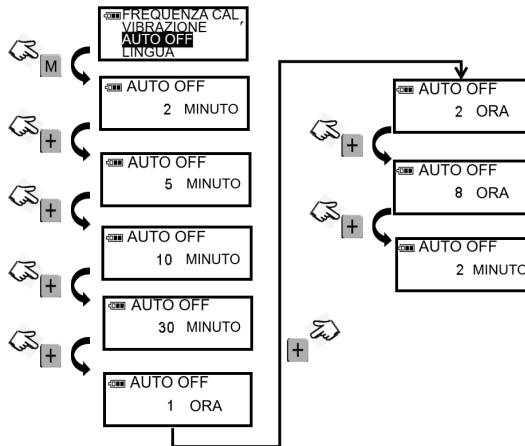 FREQUENZA CAL,
VIBRAZIONE
AUTO OFF
LINGUA
M
AUTO OFF
2 MINUTO
+
AUTO OFF
5 MINUTO
+
AUTO OFF
10 MINUTO
+
AUTO OFF
30 MINUTO
+
AUTO OFF
1 ORA
+
AUTO OFF
2 ORA
+
AUTO OFF
8 ORA
+
AUTO OFF
2 MINUTO